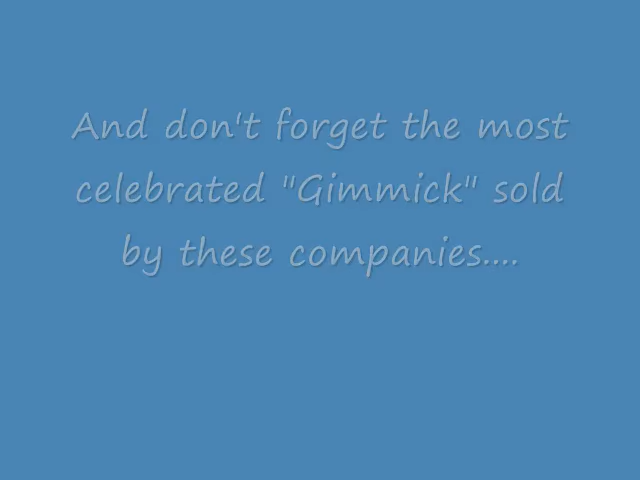 And don't forget the most
celebrated "Gimmick" sold
by these companies....